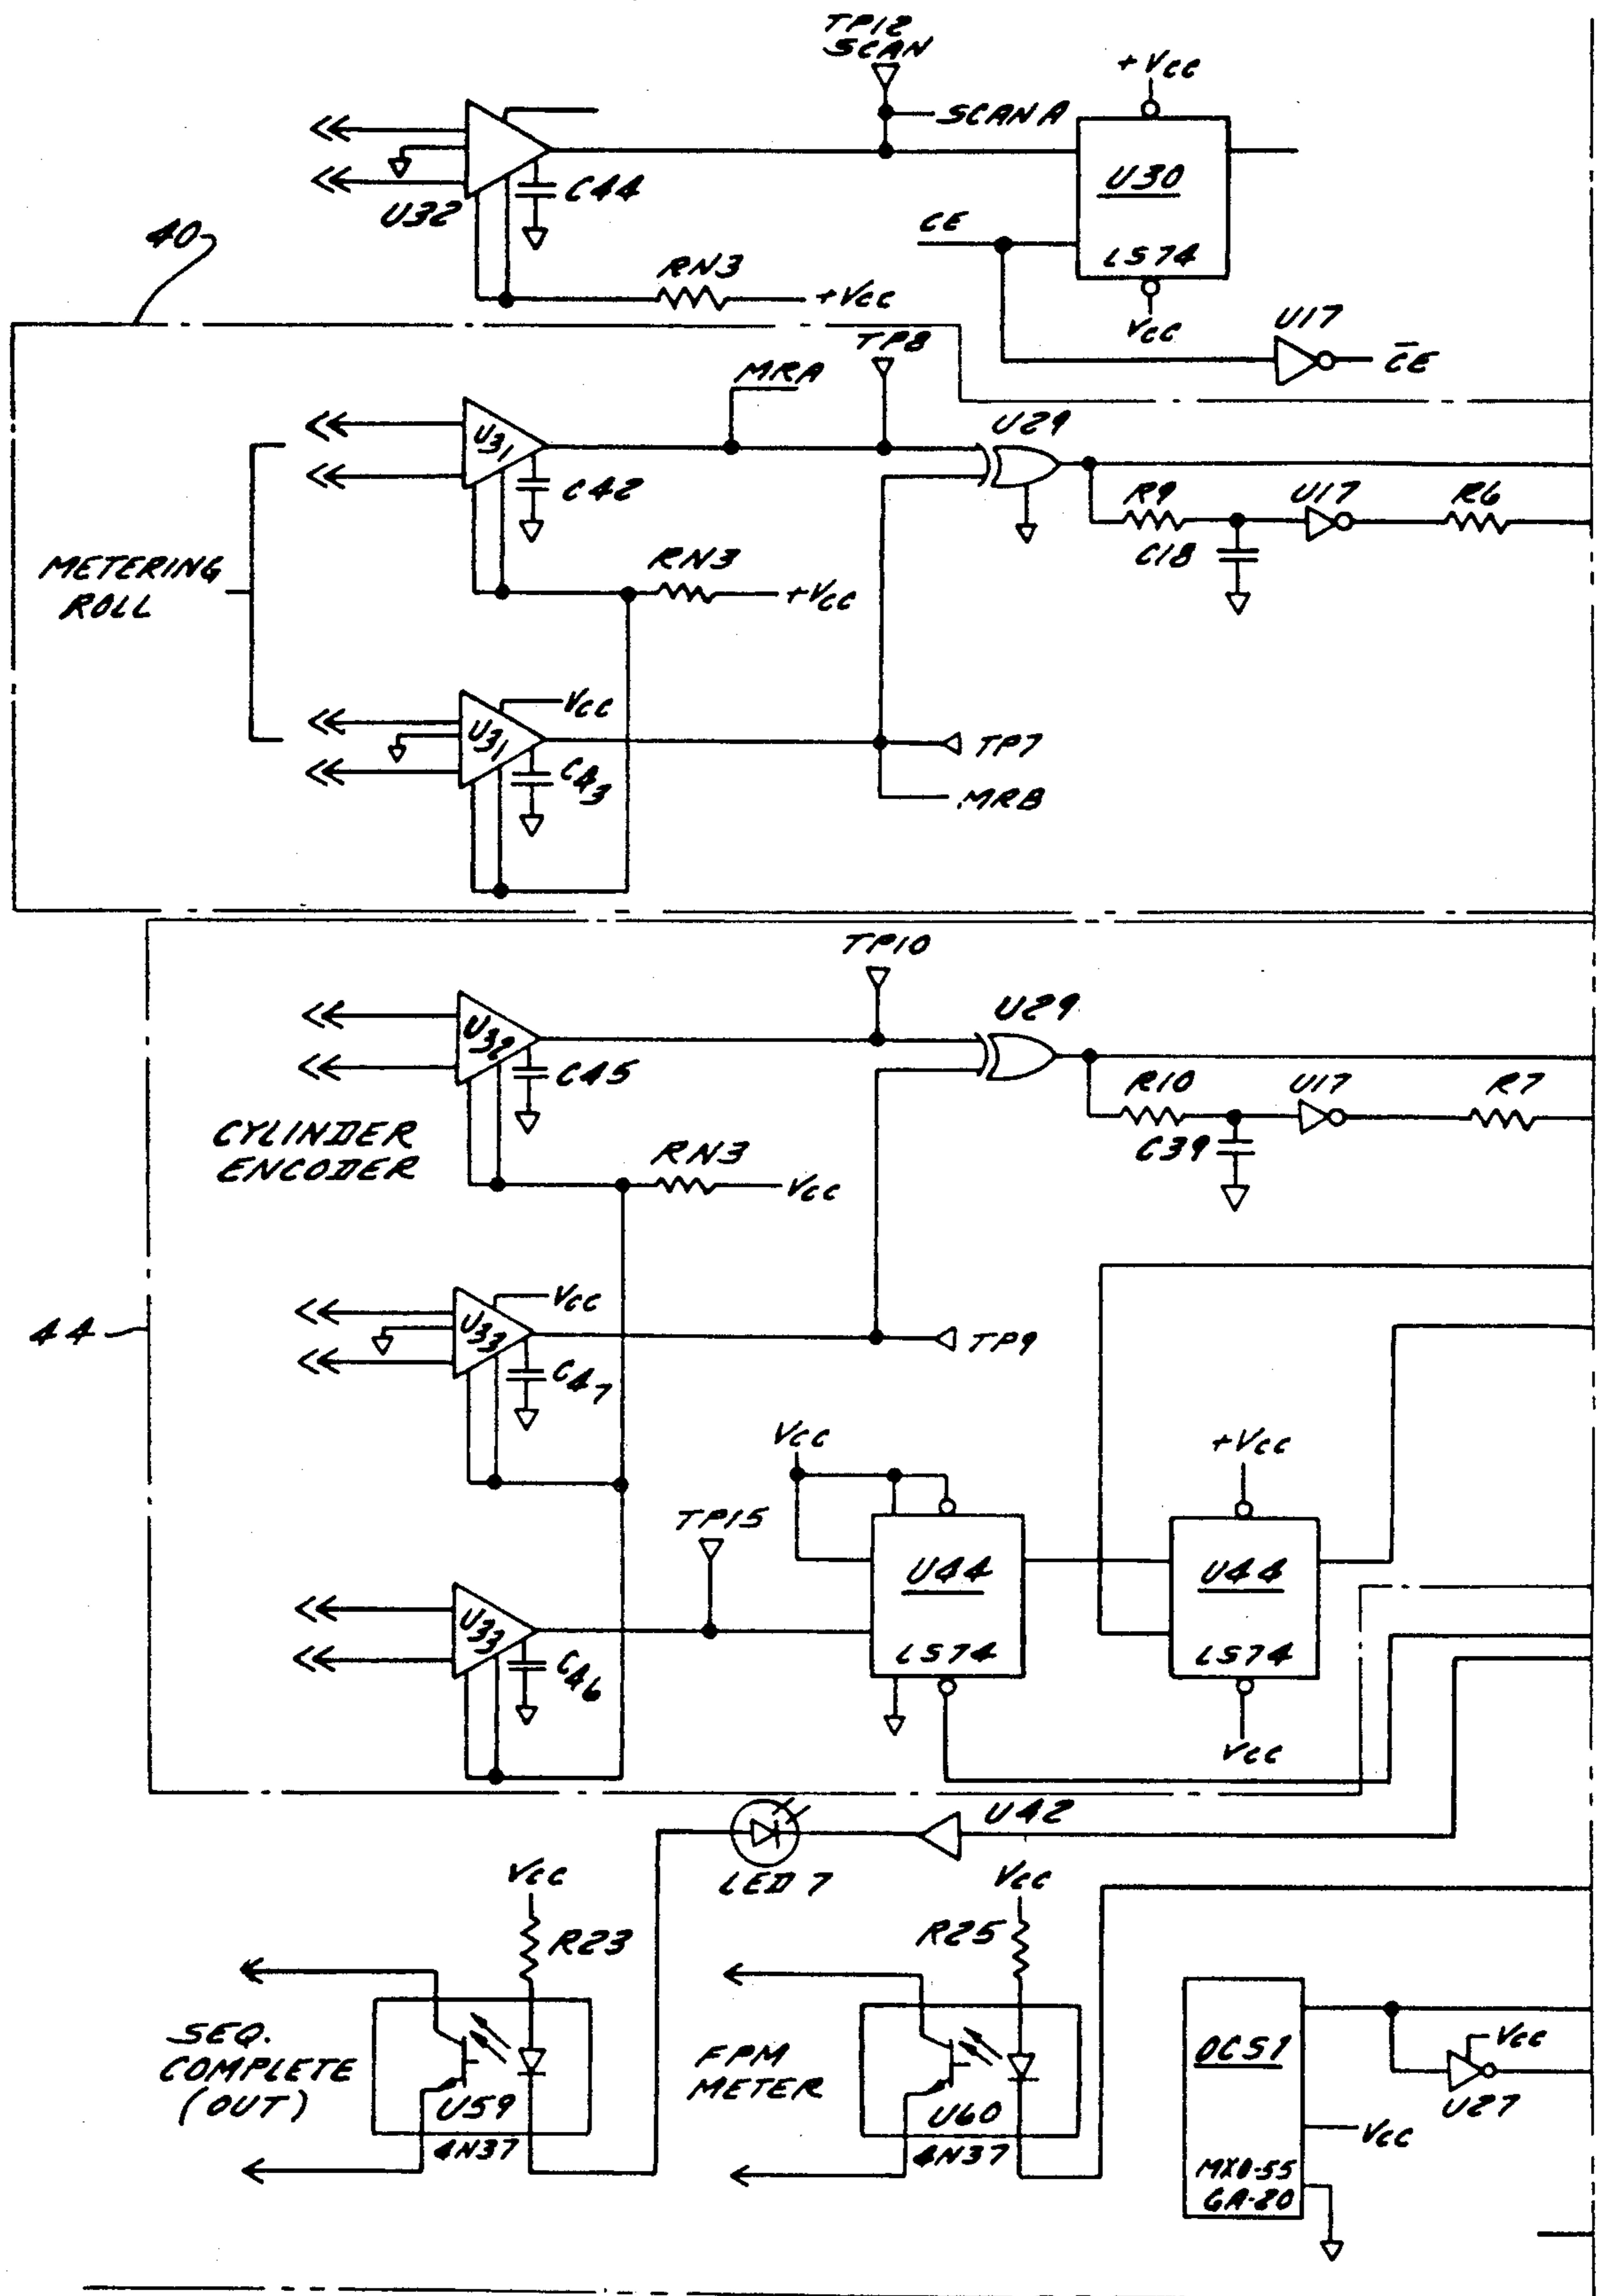 TP12
SCAN
+VCC
SCAN A
U30
LS74
C44
U32
CE
40
RN3
+VCC
VCC
U17
C̅E
TP8
MRA
U31
U29
C42
R9
U17
R6
C18
METERING
ROLL
RN3
+VCC
VCC
U31
C43
TP7
MRB
TP10
U32
U29
C45
R10
U17
R7
C39
CYLINDER
ENCODER
RN3
VCC
VCC
U33
C47
TP9
44
VCC
+VCC
TP15
U44
U44
U33
C46
LS74
LS74
VCC
U42
LED 7
VCC
VCC
R23
R25
SEQ.
COMPLETE
(OUT)
U59
4N37
FPM
METER
U60
4N37
OCS1
VCC
U27
VCC
MXO-55
GA-20